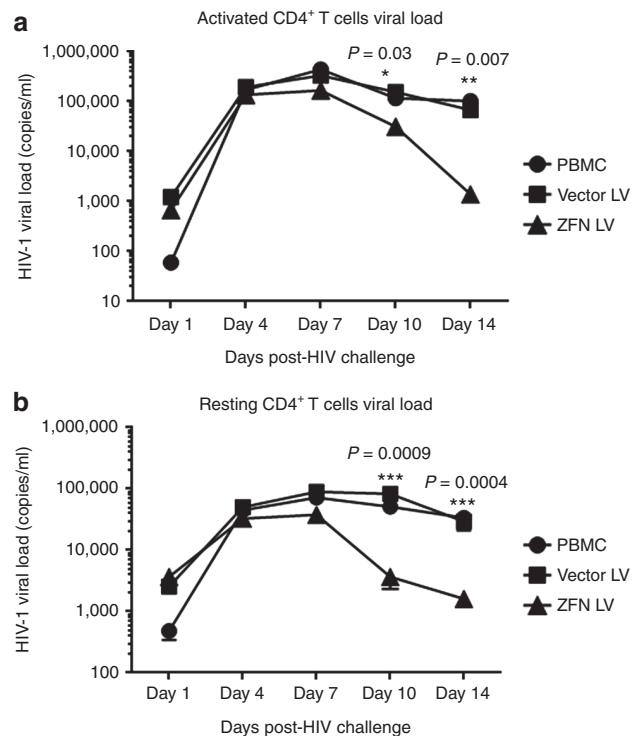 a
Activated CD4⁺ T cells viral load
HIV-1 viral load (copies/ml)
1,000,000
100,000
10,000
1,000
100
10
P = 0.03
*
P = 0.007
**
PBMC
Vector LV
ZFN LV
Day 1 Day 4 Day 7 Day 10 Day 14
Days post-HIV challenge
b
Resting CD4⁺ T cells viral load
HIV-1 viral load (copies/ml)
1,000,000
100,000
10,000
1,000
100
P = 0.0009
***
P = 0.0004
***
PBMC
Vector LV
ZFN LV
Day 1 Day 4 Day 7 Day 10 Day 14
Days post-HIV challenge